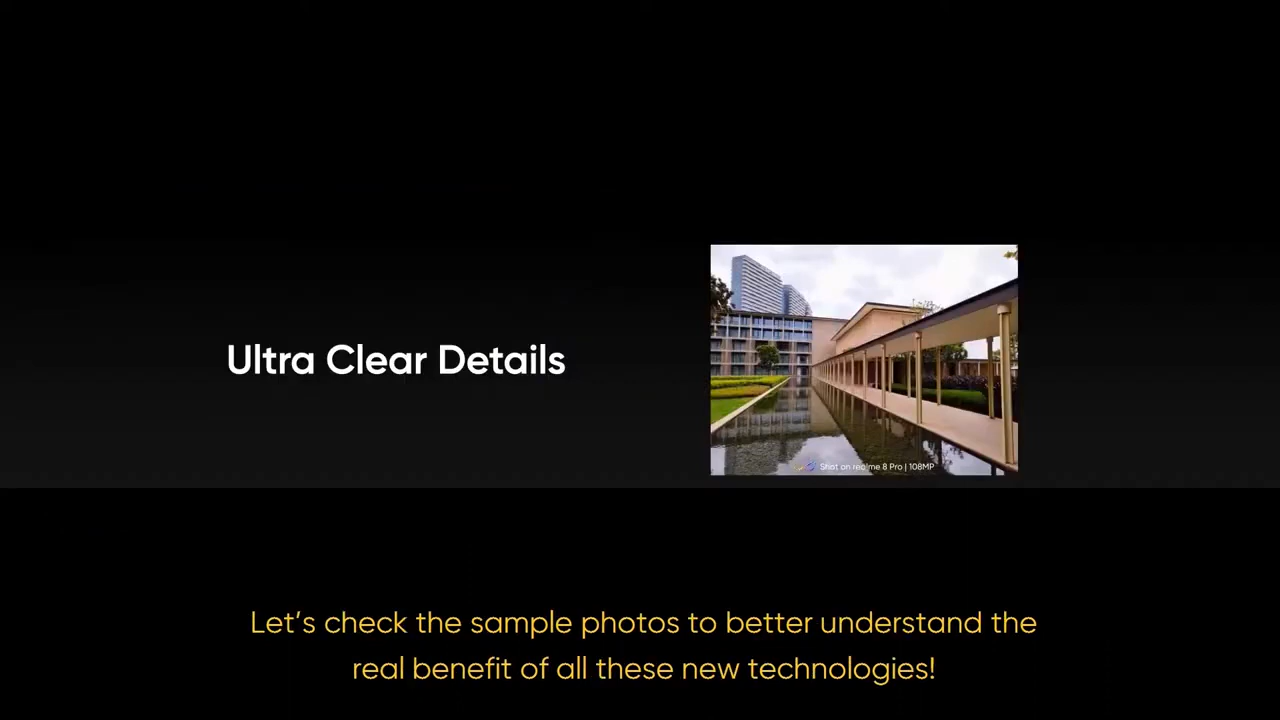 Ultra Clear Details
Shot on realme 8 Pro | 108MP
Let’s check the sample photos to better understand the
real benefit of all these new technologies!